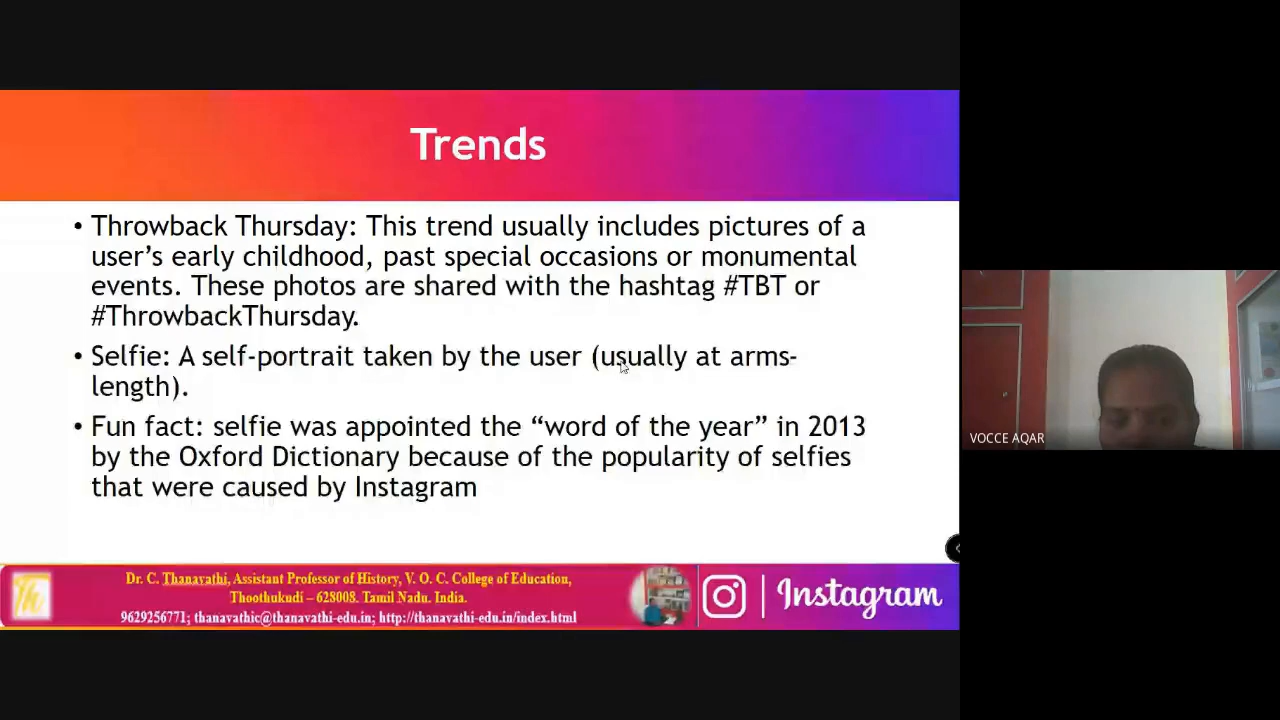 Trends
• Throwback Thursday: This trend usually includes pictures of a
user’s early childhood, past special occasions or monumental
events. These photos are shared with the hashtag #TBT or
#ThrowbackThursday.
• Selfie: A self-portrait taken by the user (usually at arms-
length).
• Fun fact: selfie was appointed the “word of the year” in 2013
by the Oxford Dictionary because of the popularity of selfies
that were caused by Instagram
Th
Dr. C. Thanavathi, Assistant Professor of History, V. O. C. College of Education,
Thoothukudi – 628008. Tamil Nadu. India.
9629256771; thanavathic@thanavathi-edu.in; http://thanavathi-edu.in/index.html
Instagram
VOCCE AQAR